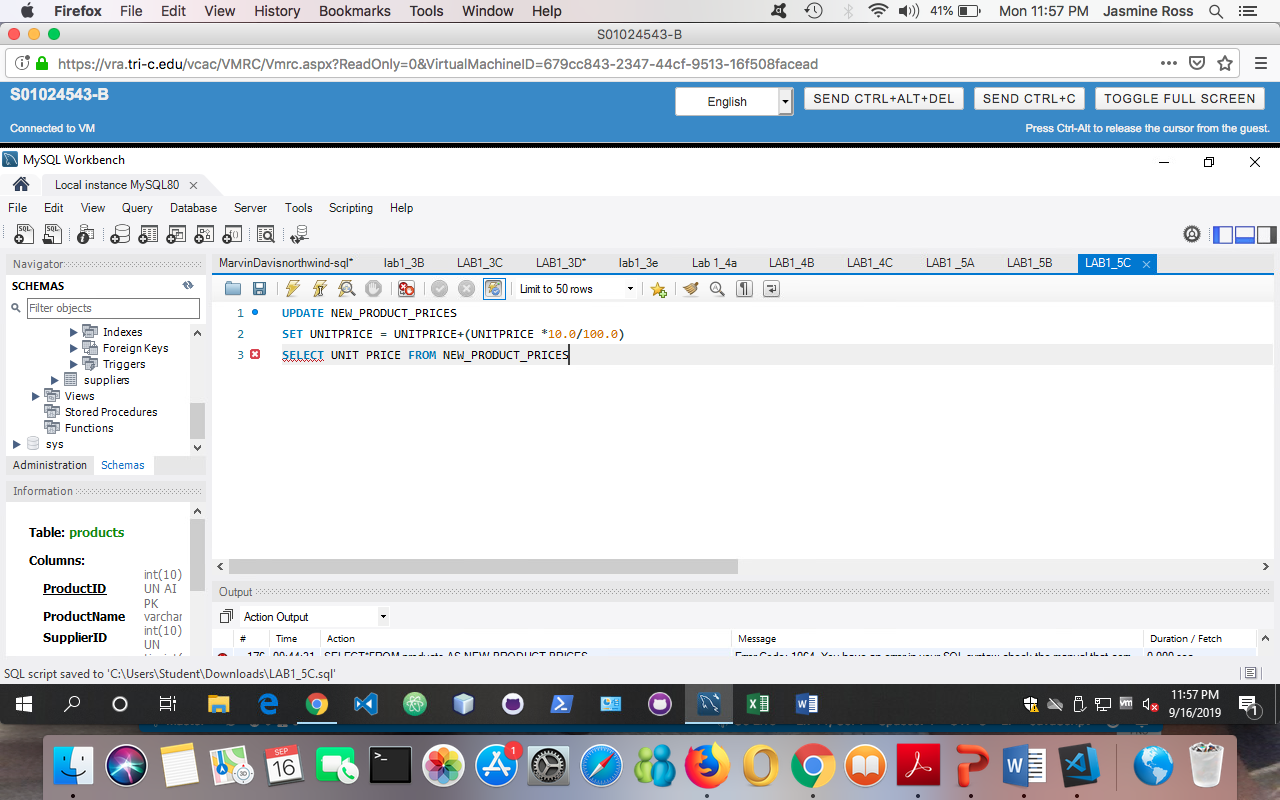 Firefox File Edit View History Bookmarks Tools Window Help 41% Mon 11:57 PM Jasmine Ross
S01024543-B
https://vra.tri-c.edu/vcac/VMRC/Vmrc.aspx?ReadOnly=0&VirtualMachineID=679cc843-2347-44cf-9513-16f508facead
S01024543-B
English SEND CTRL+ALT+DEL SEND CTRL+C TOGGLE FULL SCREEN
Connected to VM
Press Ctrl-Alt to release the cursor from the guest.
MySQL Workbench
Local instance MySQL80
File Edit View Query Database Server Tools Scripting Help
Navigator
SCHEMAS
Filter objects
Indexes
Foreign Keys
Triggers
suppliers
Views
Stored Procedures
Functions
sys
Administration Schemas
Information
Table: products
Columns:
ProductID int(10) UN AI PK
ProductName varchar
SupplierID int(10) UN
MarvinDavisnorthwind-sql* lab1_3B LAB1_3C LAB1_3D* lab1_3e Lab 1_4a LAB1_4B LAB1_4C LAB1_5A LAB1_5B LAB1_5C
Limit to 50 rows
1 UPDATE NEW_PRODUCT_PRICES
2 SET UNITPRICE = UNITPRICE+(UNITPRICE *10.0/100.0)
3 SELECT UNIT PRICE FROM NEW_PRODUCT_PRICES
Output
Action Output
# Time Action Message Duration / Fetch
SELECT*FROM products AS NEW PRODUCT PRICES Error Code: 1064. You have an error in your SQL syntax; check the manual that 0.000 sec
SQL script saved to 'C:\Users\Student\Downloads\LAB1_5C.sql'
11:57 PM
9/16/2019
1
SEP
16
30
1